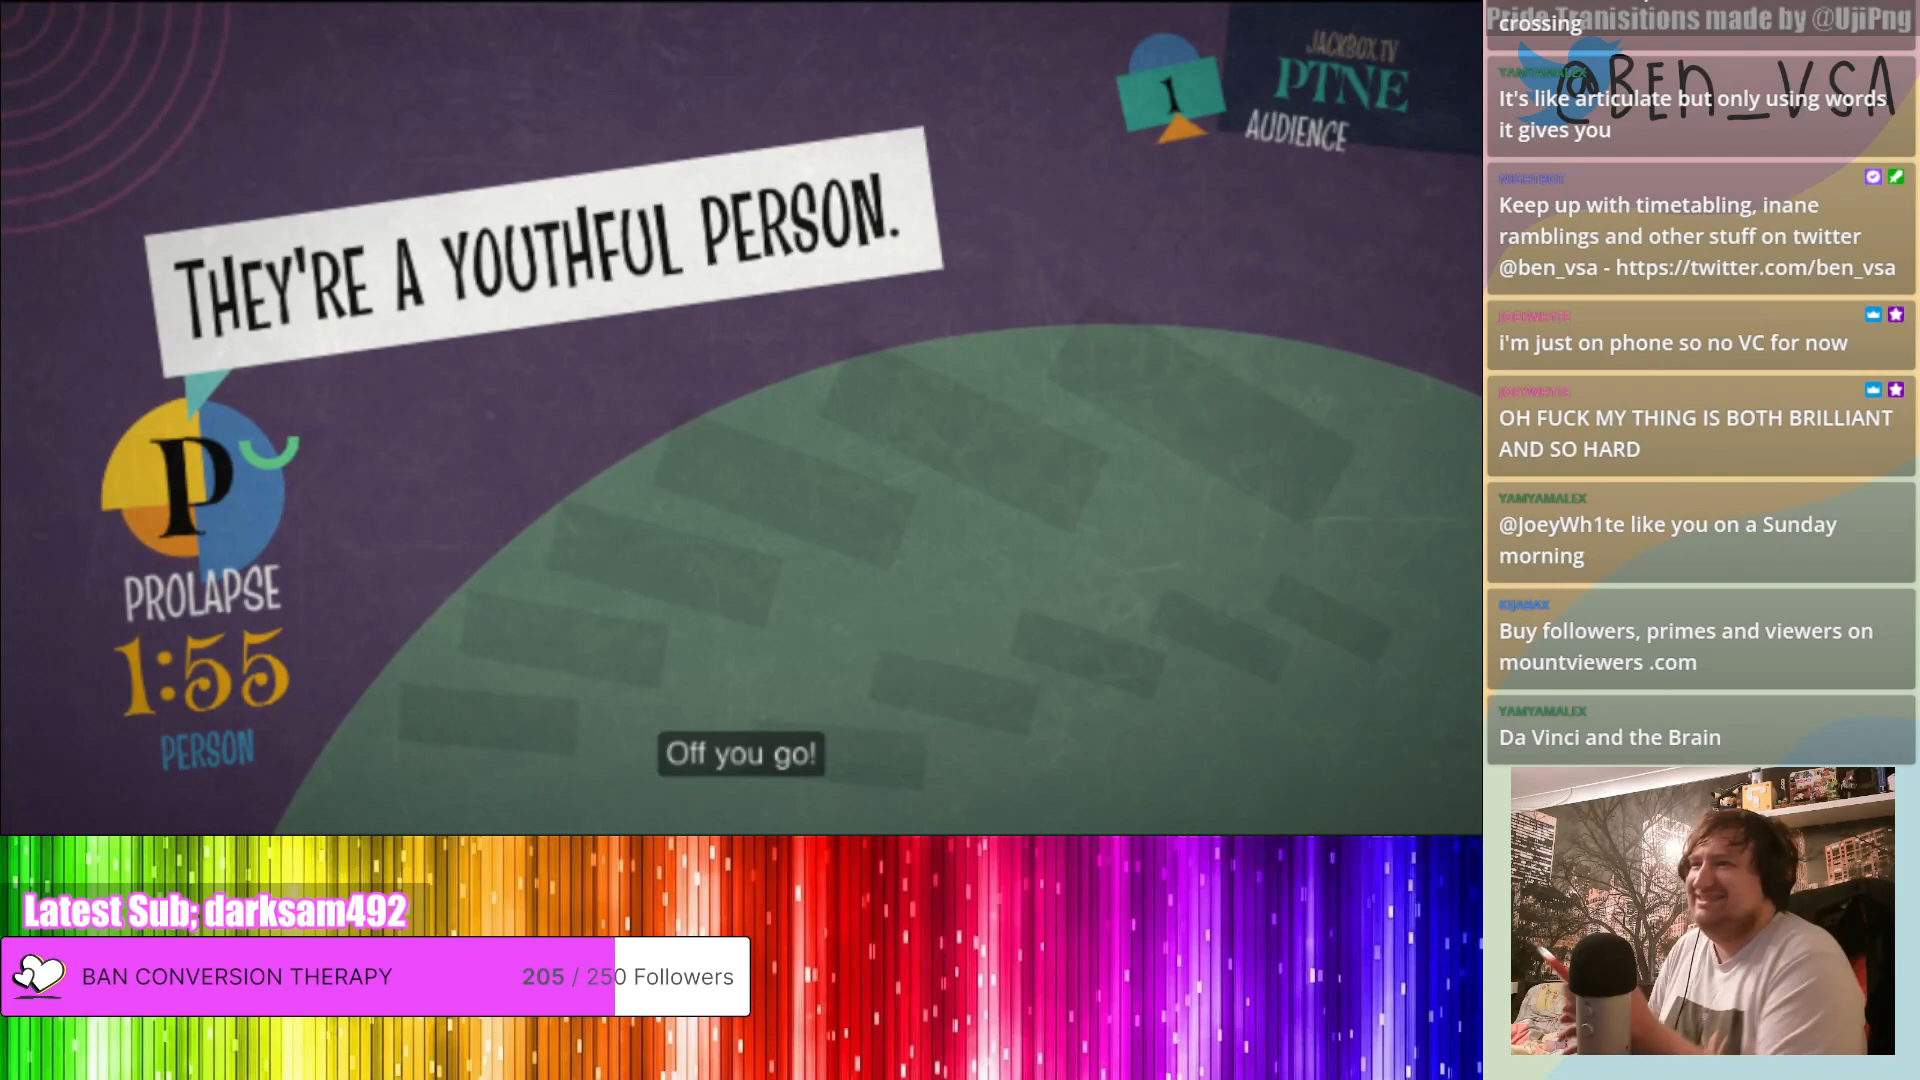 THEY'RE A YOUTHFUL PERSON.
P
PROLAPSE
1:55
PERSON
1
JACKBOX.TV
PTNE
AUDIENCE
Off you go!
Latest Sub; darksam492
BAN CONVERSION THERAPY
205 / 250 Followers
Pride Tranisitions made by @UjiPng
@BEN_VSA
crossing
YAMYAMALEX
It's like articulate but only using words
it gives you
NIGHTBOT
Keep up with timetabling, inane
ramblings and other stuff on twitter
@ben_vsa - https://twitter.com/ben_vsa
JOEYWH1TE
i'm just on phone so no VC for now
JOEYWH1TE
OH FUCK MY THING IS BOTH BRILLIANT
AND SO HARD
YAMYAMALEX
@JoeyWh1te like you on a Sunday
morning
Buy followers, primes and viewers on
mountviewers .com
YAMYAMALEX
Da Vinci and the Brain